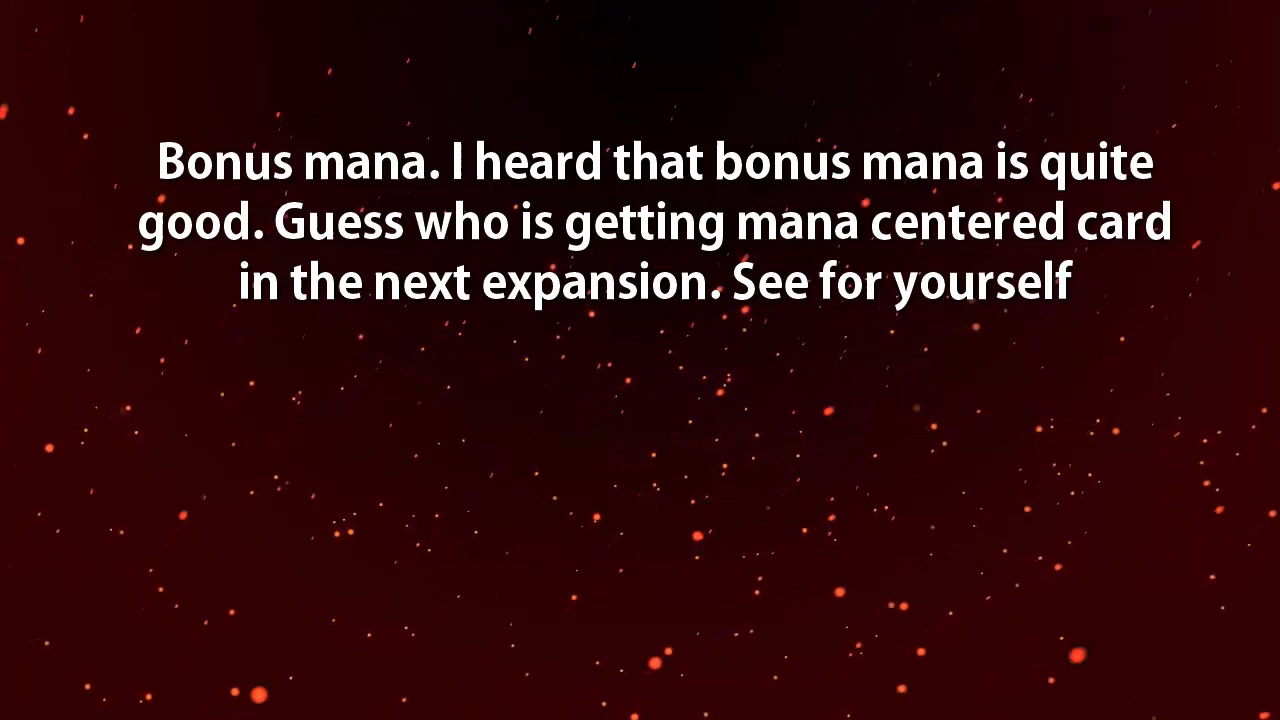 Bonus mana. I heard that bonus mana is quite
good. Guess who is getting mana centered card
in the next expansion. See for yourself